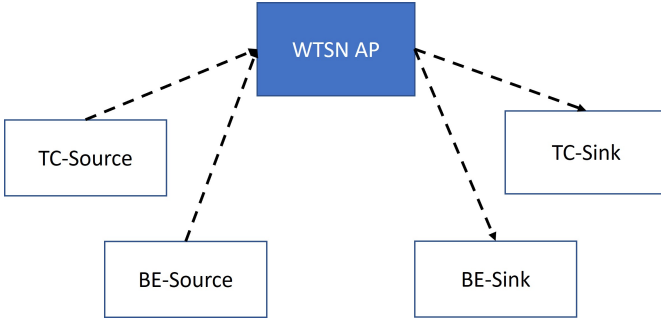 WTSN AP
TC-Source
TC-Sink
BE-Source
BE-Sink